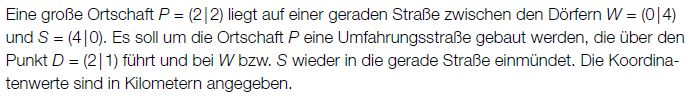 Eine große Ortschaft P = (2|2) liegt auf einer geraden Straße zwischen den Dörfern W = (0|4)
und S = (4|0). Es soll um die Ortschaft P eine Umfahrungsstraße gebaut werden, die über den
Punkt D = (2|1) führt und bei W bzw. S wieder in die gerade Straße einmündet. Die Koordina-
tenwerte sind in Kilometern angegeben.